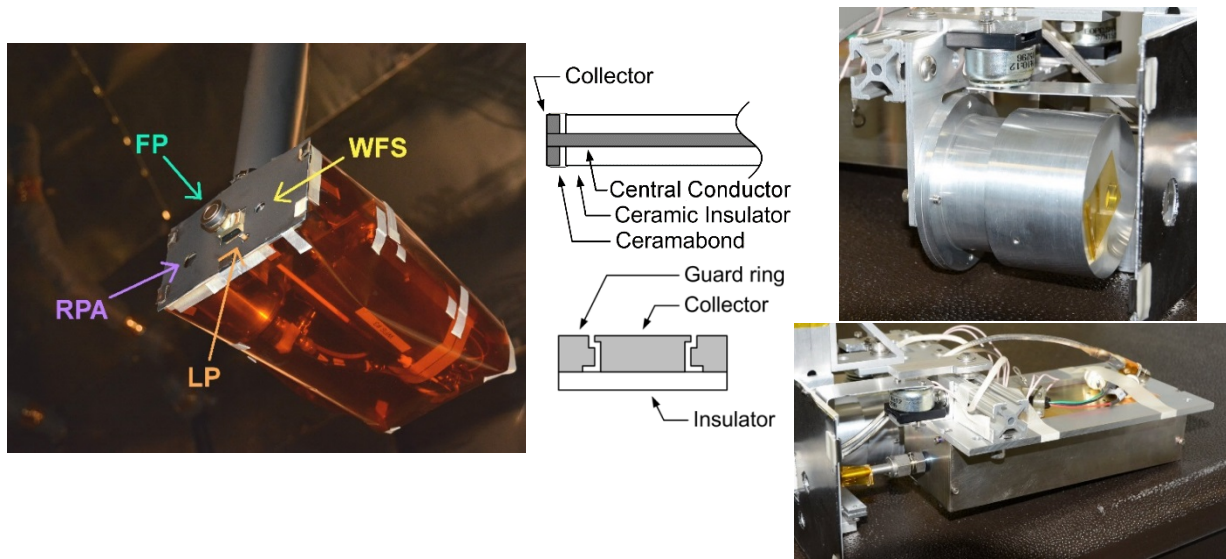 FP
WFS
RPA
LP
Collector
Central Conductor
Ceramic Insulator
Ceramabond
Guard ring
Collector
Insulator